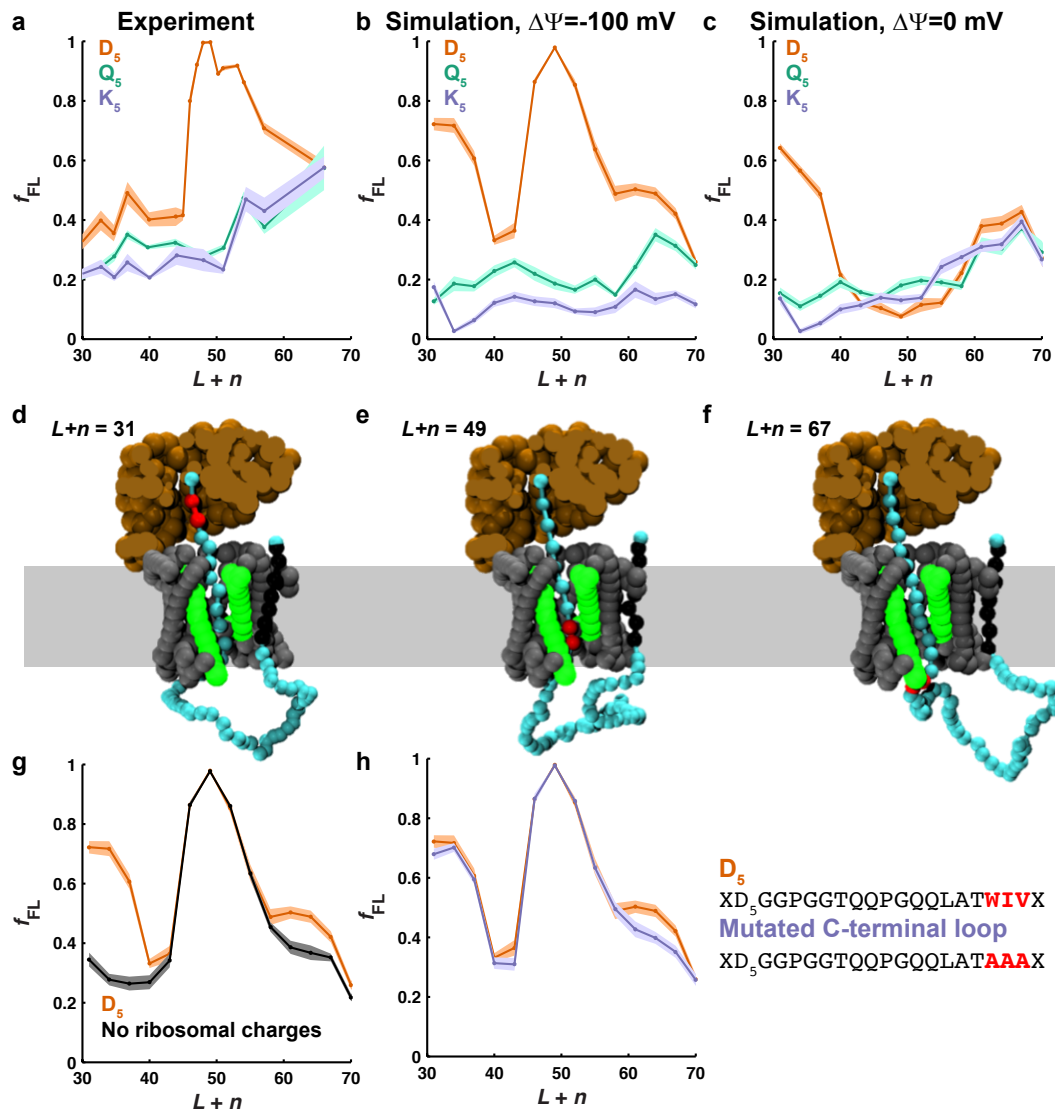 a Experiment
b Simulation, ΔΨ=-100 mV
c Simulation, ΔΨ=0 mV
D5
Q5
K5
1
0.8
0.6
0.4
0.2
0
fFL
30 40 50 60 70
L + n
D5
Q5
K5
1
0.8
0.6
0.4
0.2
0
fFL
30 40 50 60 70
L + n
D5
Q5
K5
1
0.8
0.6
0.4
0.2
0
fFL
30 40 50 60 70
L + n
d L+n = 31
e L+n = 49
f L+n = 67
g
1
0.8
0.6
0.4
0.2
0
fFL
D5
No ribosomal charges
30 40 50 60 70
L + n
h
1
0.8
0.6
0.4
0.2
0
fFL
30 40 50 60 70
L + n
D5
XD5GGPGGTQQPGQQLATWIVX
Mutated C-terminal loop
XD5GGPGGTQQPGQQLATAAAX